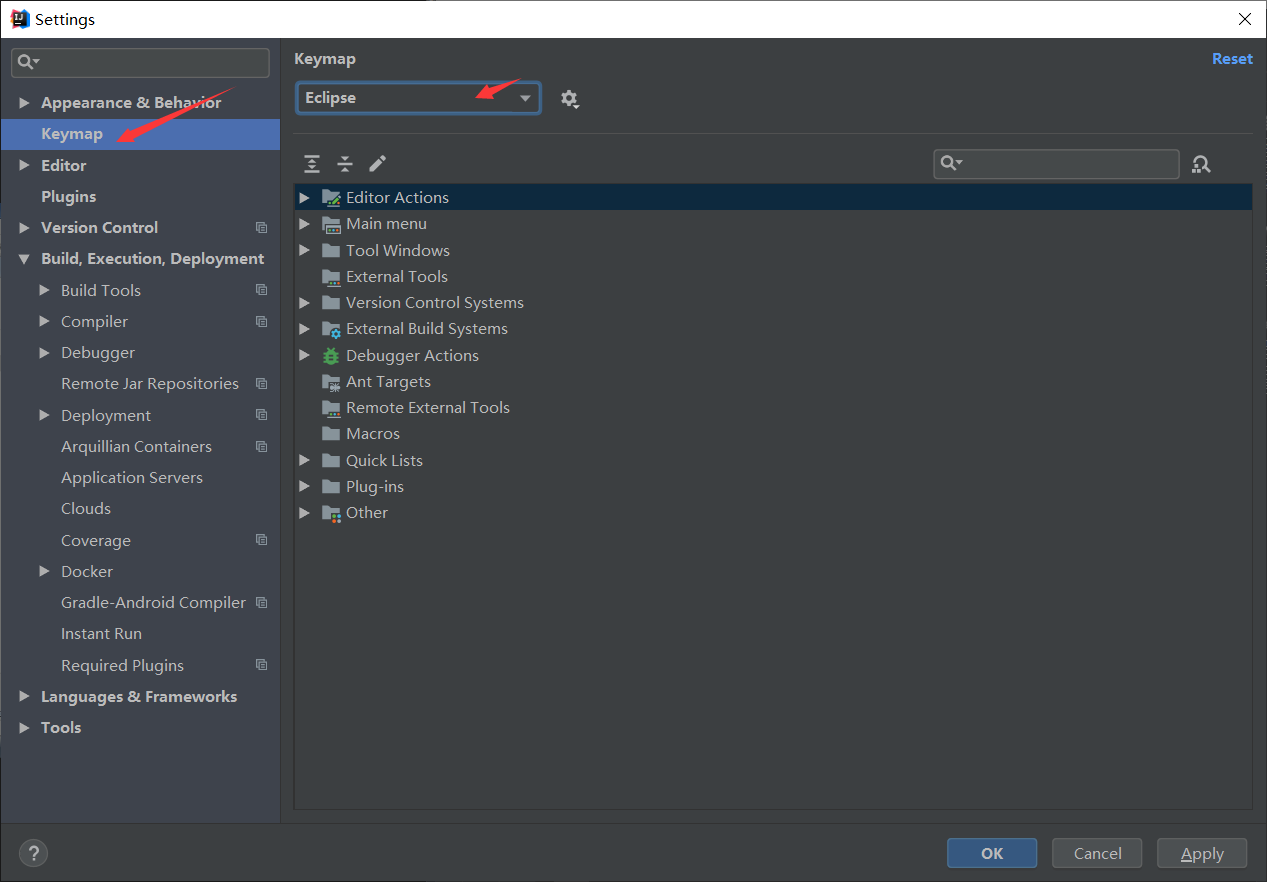 Settings
Appearance & Behavior
Keymap
Editor
Plugins
Version Control
Build, Execution, Deployment
Build Tools
Compiler
Debugger
Remote Jar Repositories
Deployment
Arquillian Containers
Application Servers
Clouds
Coverage
Docker
Gradle-Android Compiler
Instant Run
Required Plugins
Languages & Frameworks
Tools
Keymap
Reset
Eclipse
Editor Actions
Main menu
Tool Windows
External Tools
Version Control Systems
External Build Systems
Debugger Actions
Ant Targets
Remote External Tools
Macros
Quick Lists
Plug-ins
Other
?
OK
Cancel
Apply